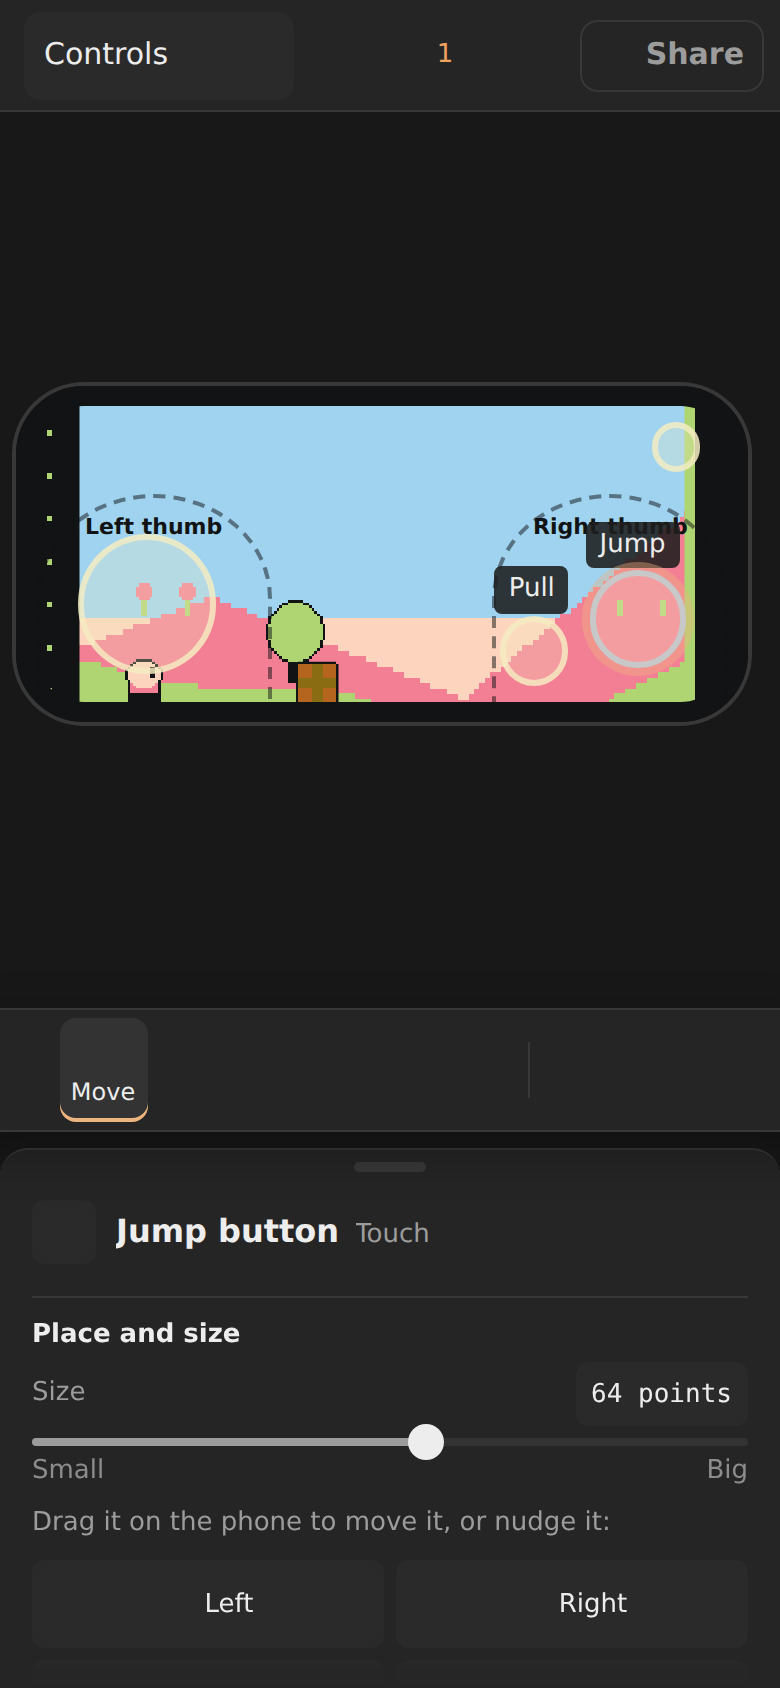 Controls
1
Share
Left thumb
Right thumb
Jump
Pull
Move
Jump button Touch
Place and size
Size
64 points
Small
Big
Drag it on the phone to move it, or nudge it:
Left
Right